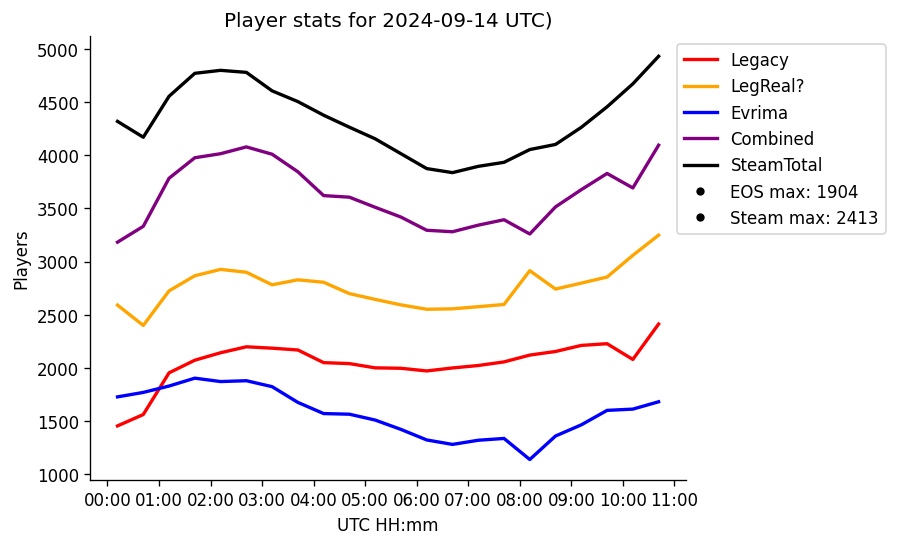 Player stats for 2024-09-14 UTC)
Players
5000
4500
4000
3500
3000
2500
2000
1500
1000
00:00 01:00 02:00 03:00 04:00 05:00 06:00 07:00 08:00 09:00 10:00 11:00
UTC HH:mm
Legacy
LegReal?
Evrima
Combined
SteamTotal
EOS max: 1904
Steam max: 2413